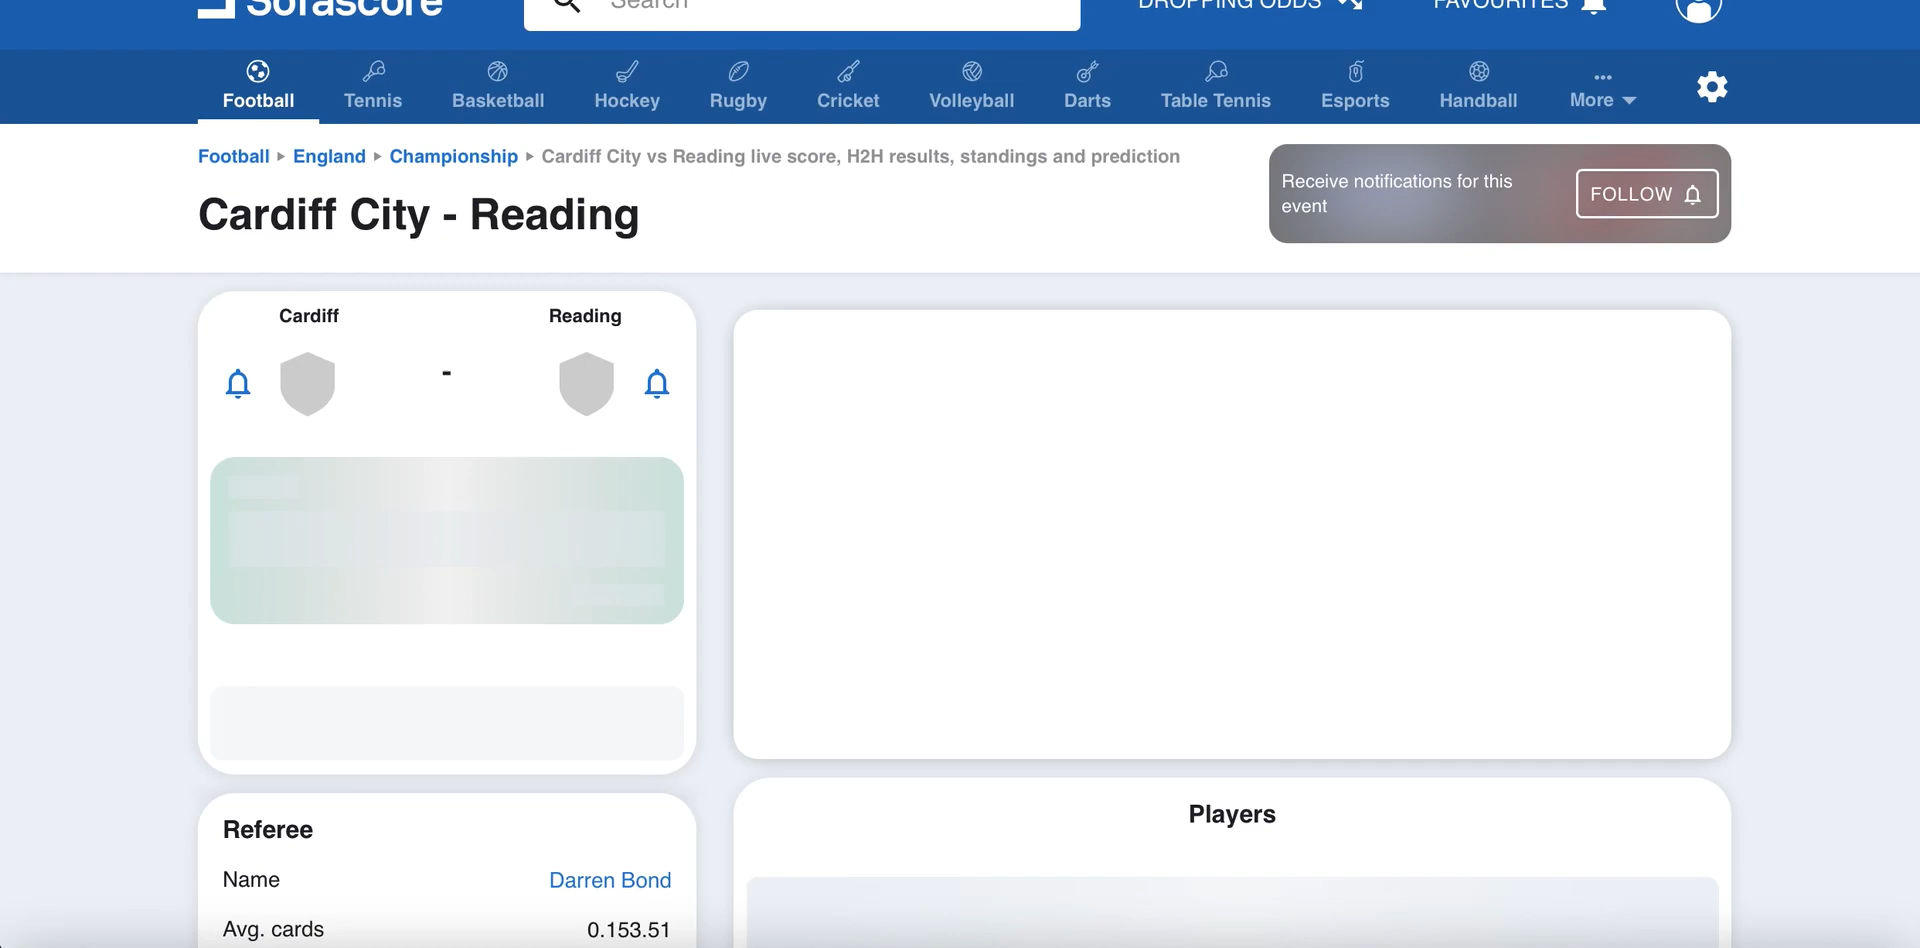 Sofascore
Search
DROPPING ODDS
FAVOURITES
Football
Tennis
Basketball
Hockey
Rugby
Cricket
Volleyball
Darts
Table Tennis
Esports
Handball
More
Football England Championship Cardiff City vs Reading live score, H2H results, standings and prediction
Cardiff City - Reading
Receive notifications for this
event
FOLLOW
Cardiff
Reading
-
Referee
Name
Darren Bond
Avg. cards
0.153.51
Players